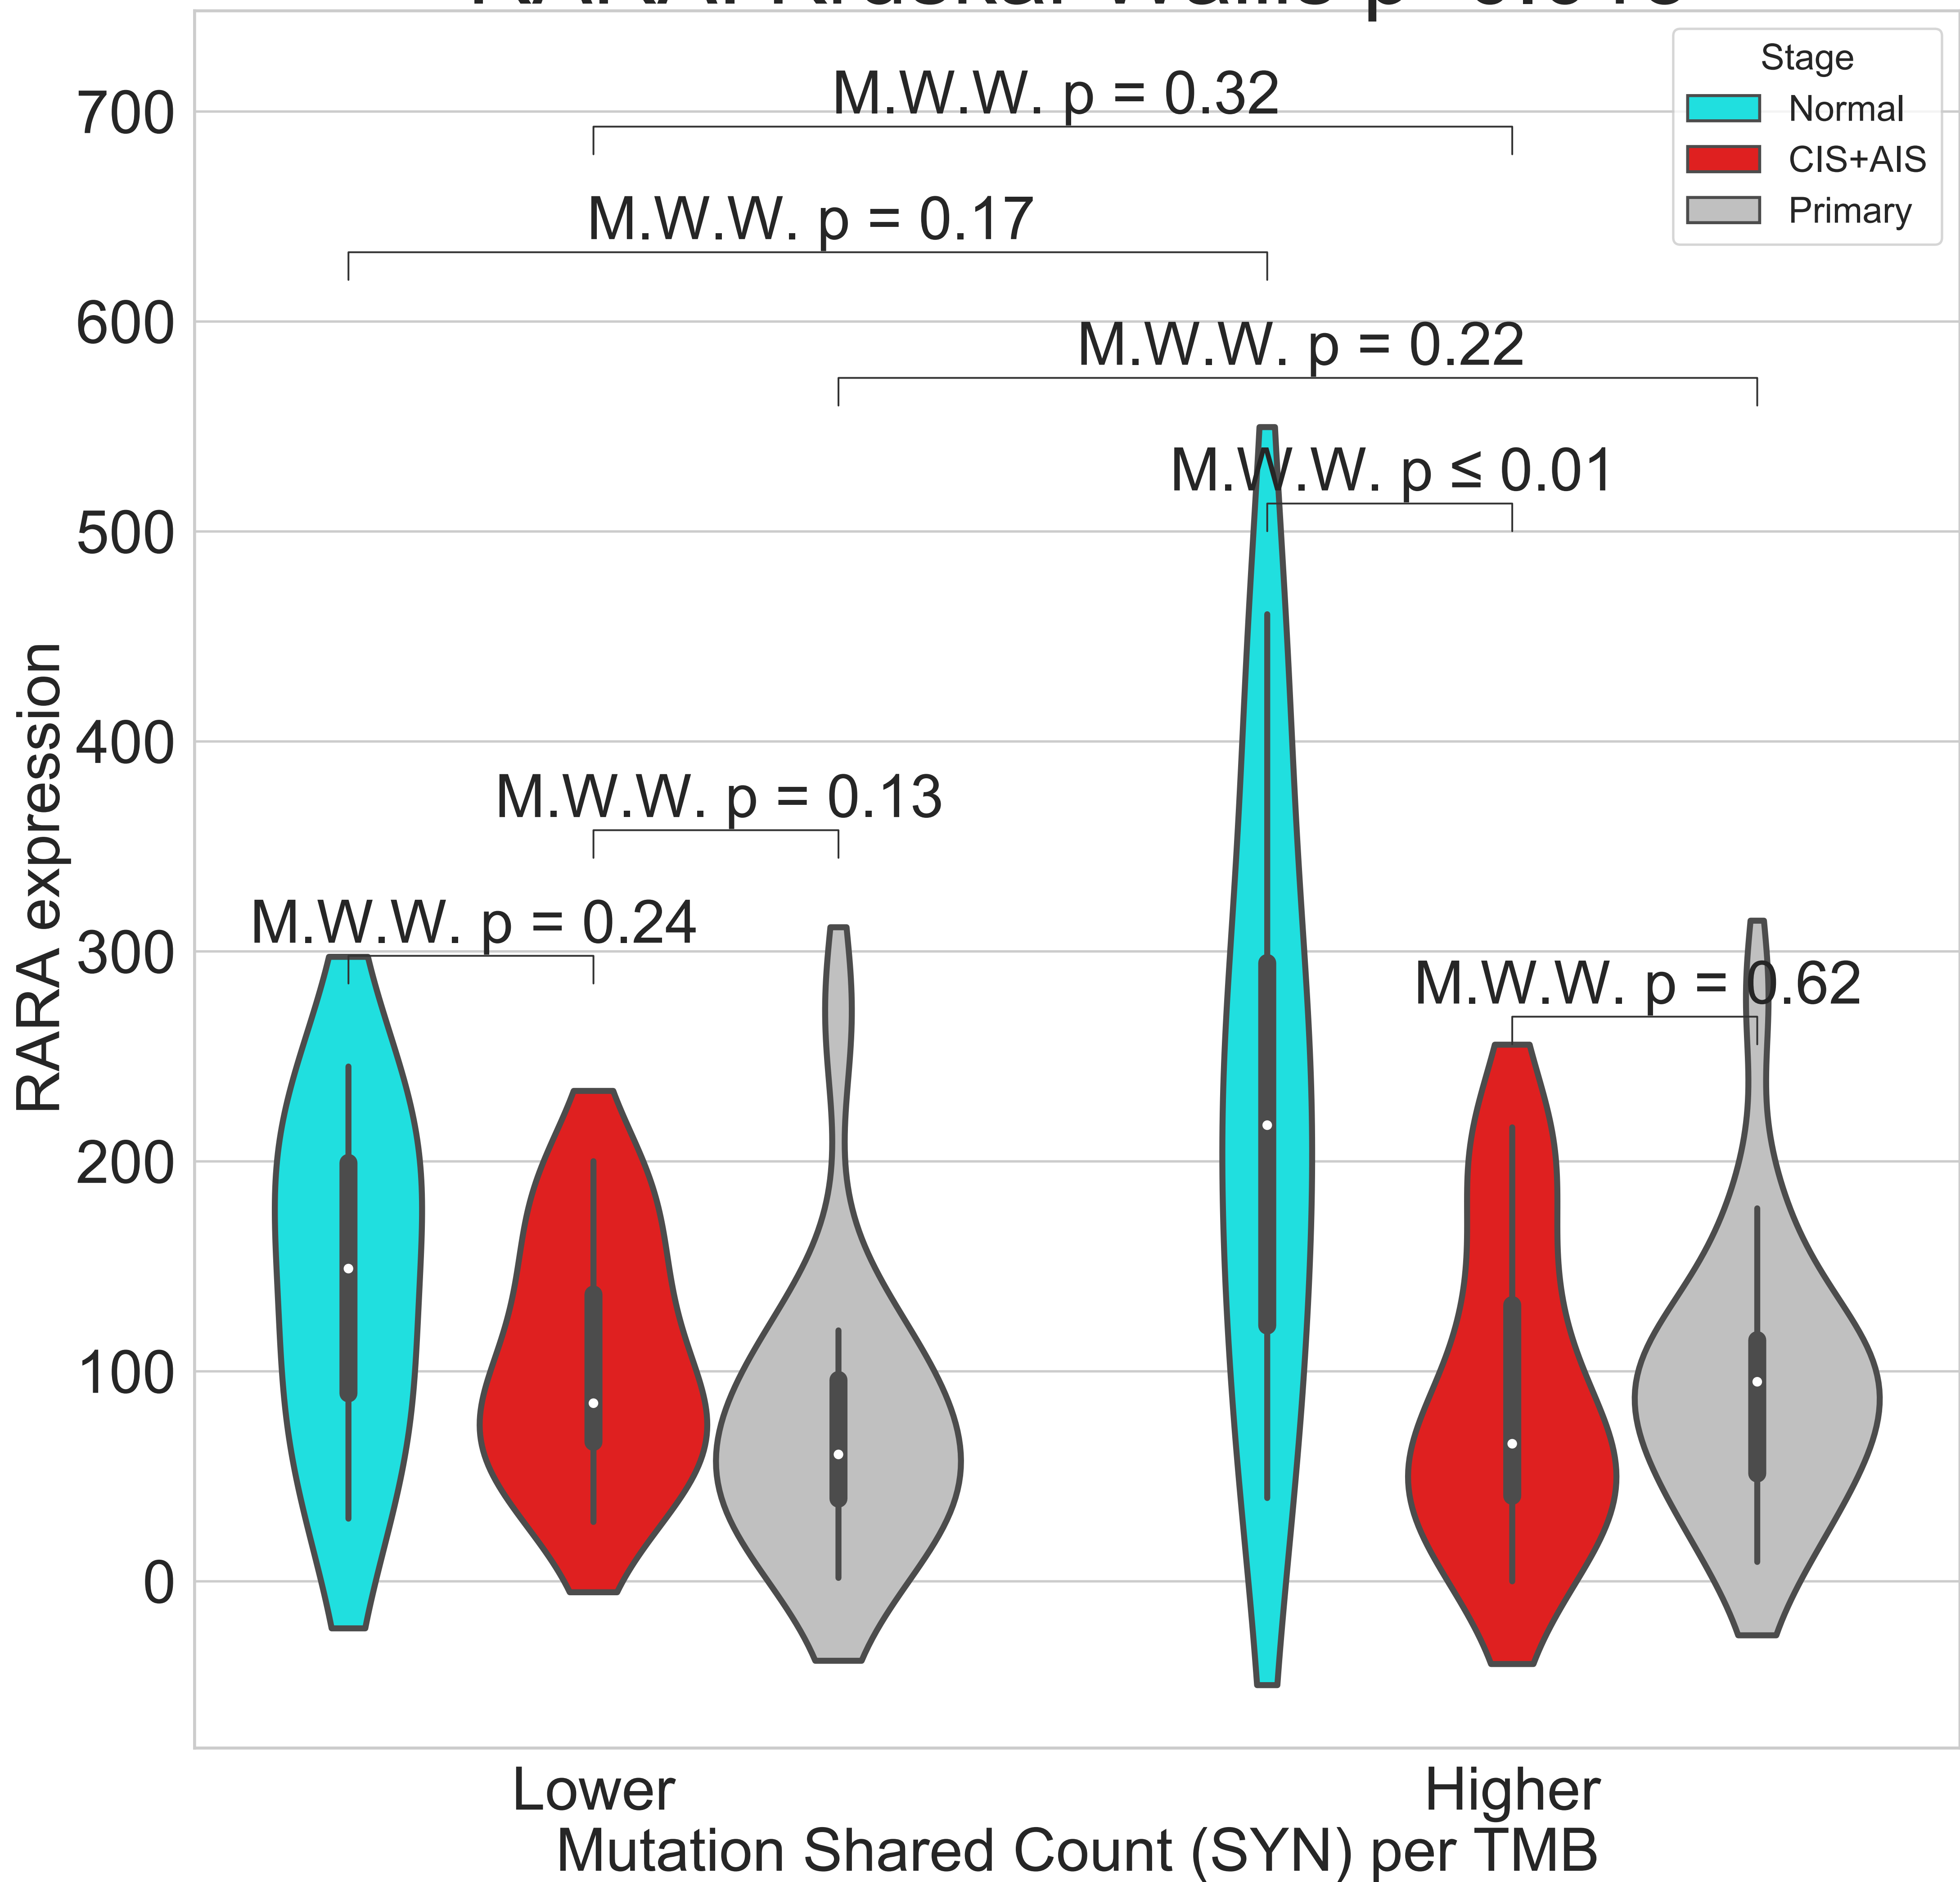 Stage
Normal
CIS+AIS
Primary
M.W.W. p = 0.32
M.W.W. p = 0.17
M.W.W. p = 0.22
M.W.W. p ≤ 0.01
M.W.W. p = 0.13
M.W.W. p = 0.24
M.W.W. p = 0.62
700
600
500
400
300
200
100
0
RARA expression
Lower
Higher
Mutation Shared Count (SYN) per TMB